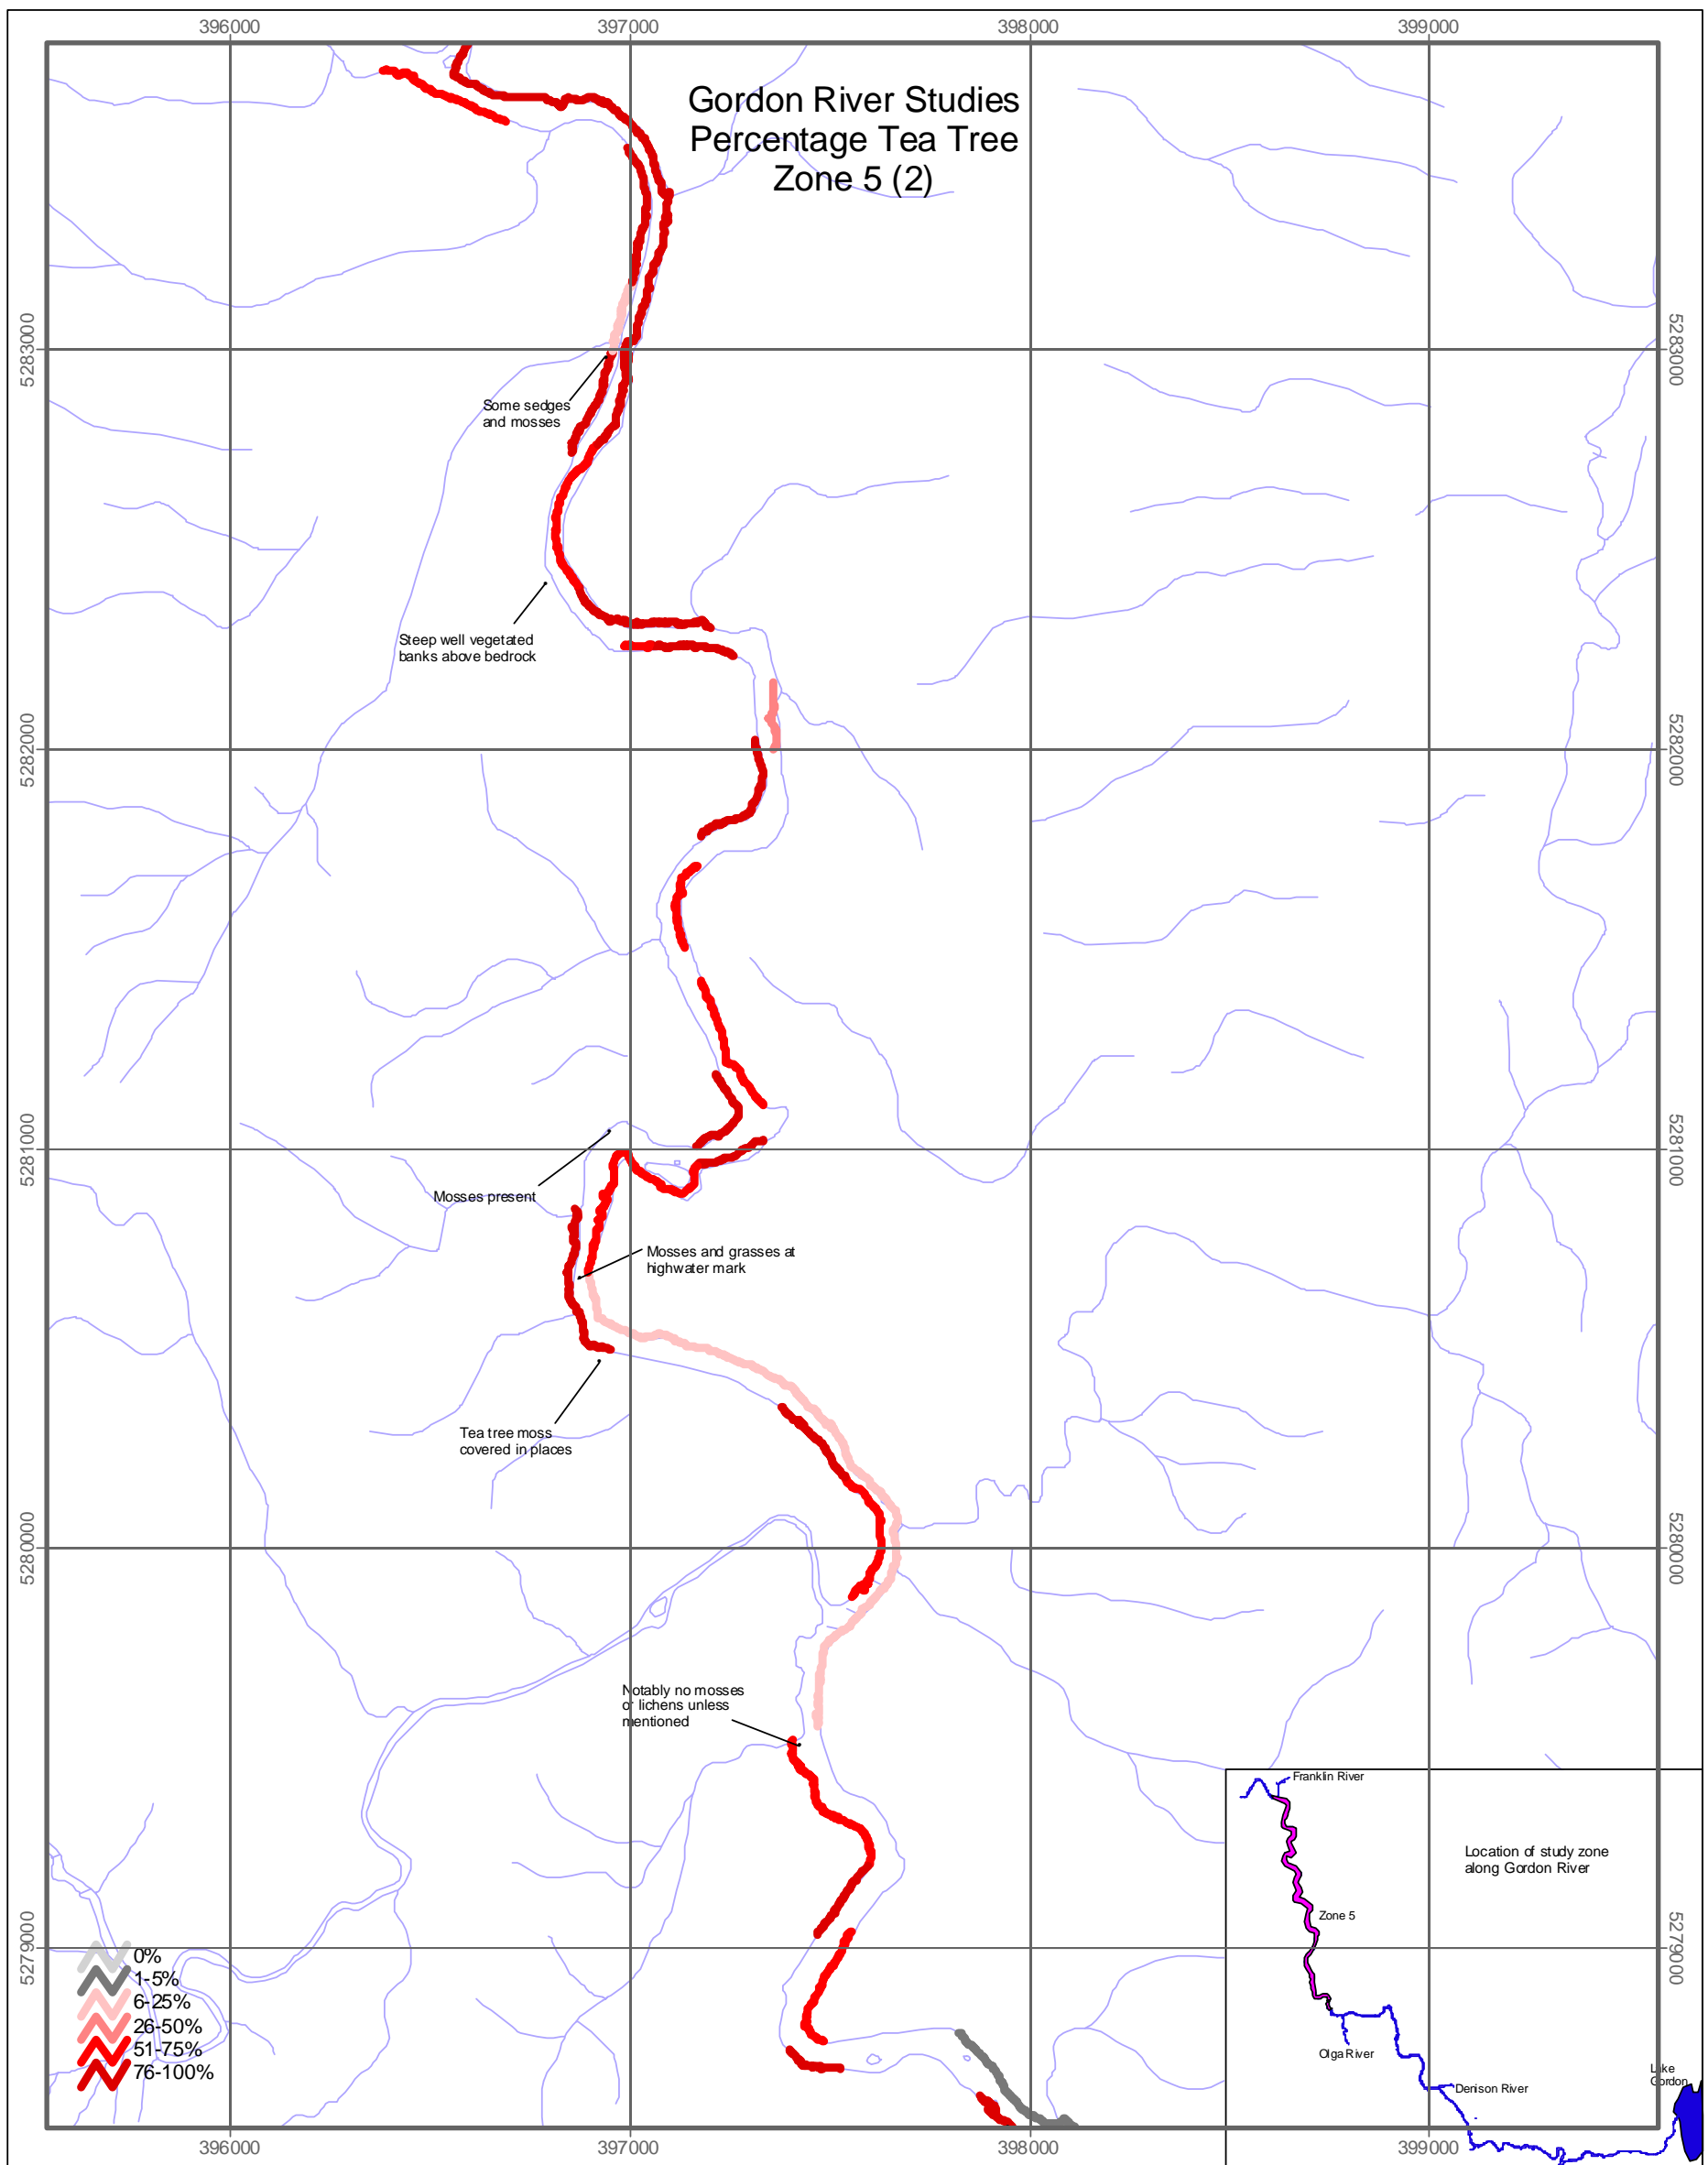 396000
397000
398000
399000
Gordon River Studies
Percentage Tea Tree
Zone 5 (2)
5283000
5283000
Some sedges
and mosses
Steep well vegetated
banks above bedrock
5282000
5282000
5281000
5281000
Mosses present
Mosses and grasses at
highwater mark
Tea tree moss
covered in places
5280000
5280000
Notably no mosses
or lichens unless
mentioned
Franklin River
Location of study zone
along Gordon River
Zone 5
Olga River
Denison River
Lake
Gordon
5279000
5279000
0%
1-5%
6-25%
26-50%
51-75%
76-100%
396000
397000
398000
399000